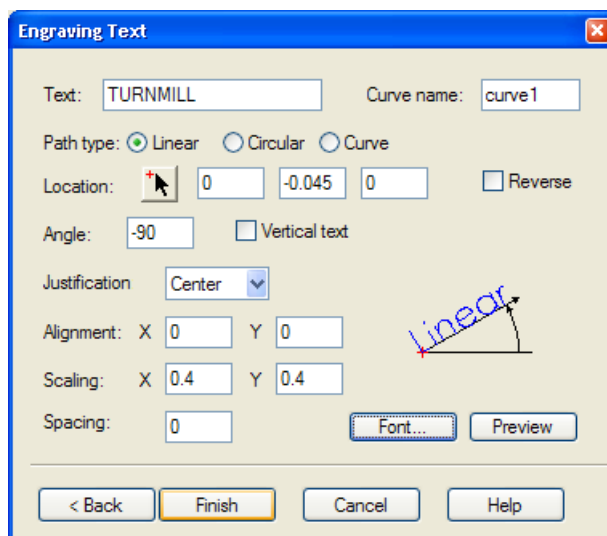 Engraving Text
Text: TURNMILL Curve name: curve1
Path type: Linear Circular Curve
Location: 0 -0.045 0 Reverse
Angle: -90 Vertical text
Justification Center
Linear
Alignment: X 0 Y 0
Scaling: X 0.4 Y 0.4
Spacing: 0 Font... Preview
< Back Finish Cancel Help